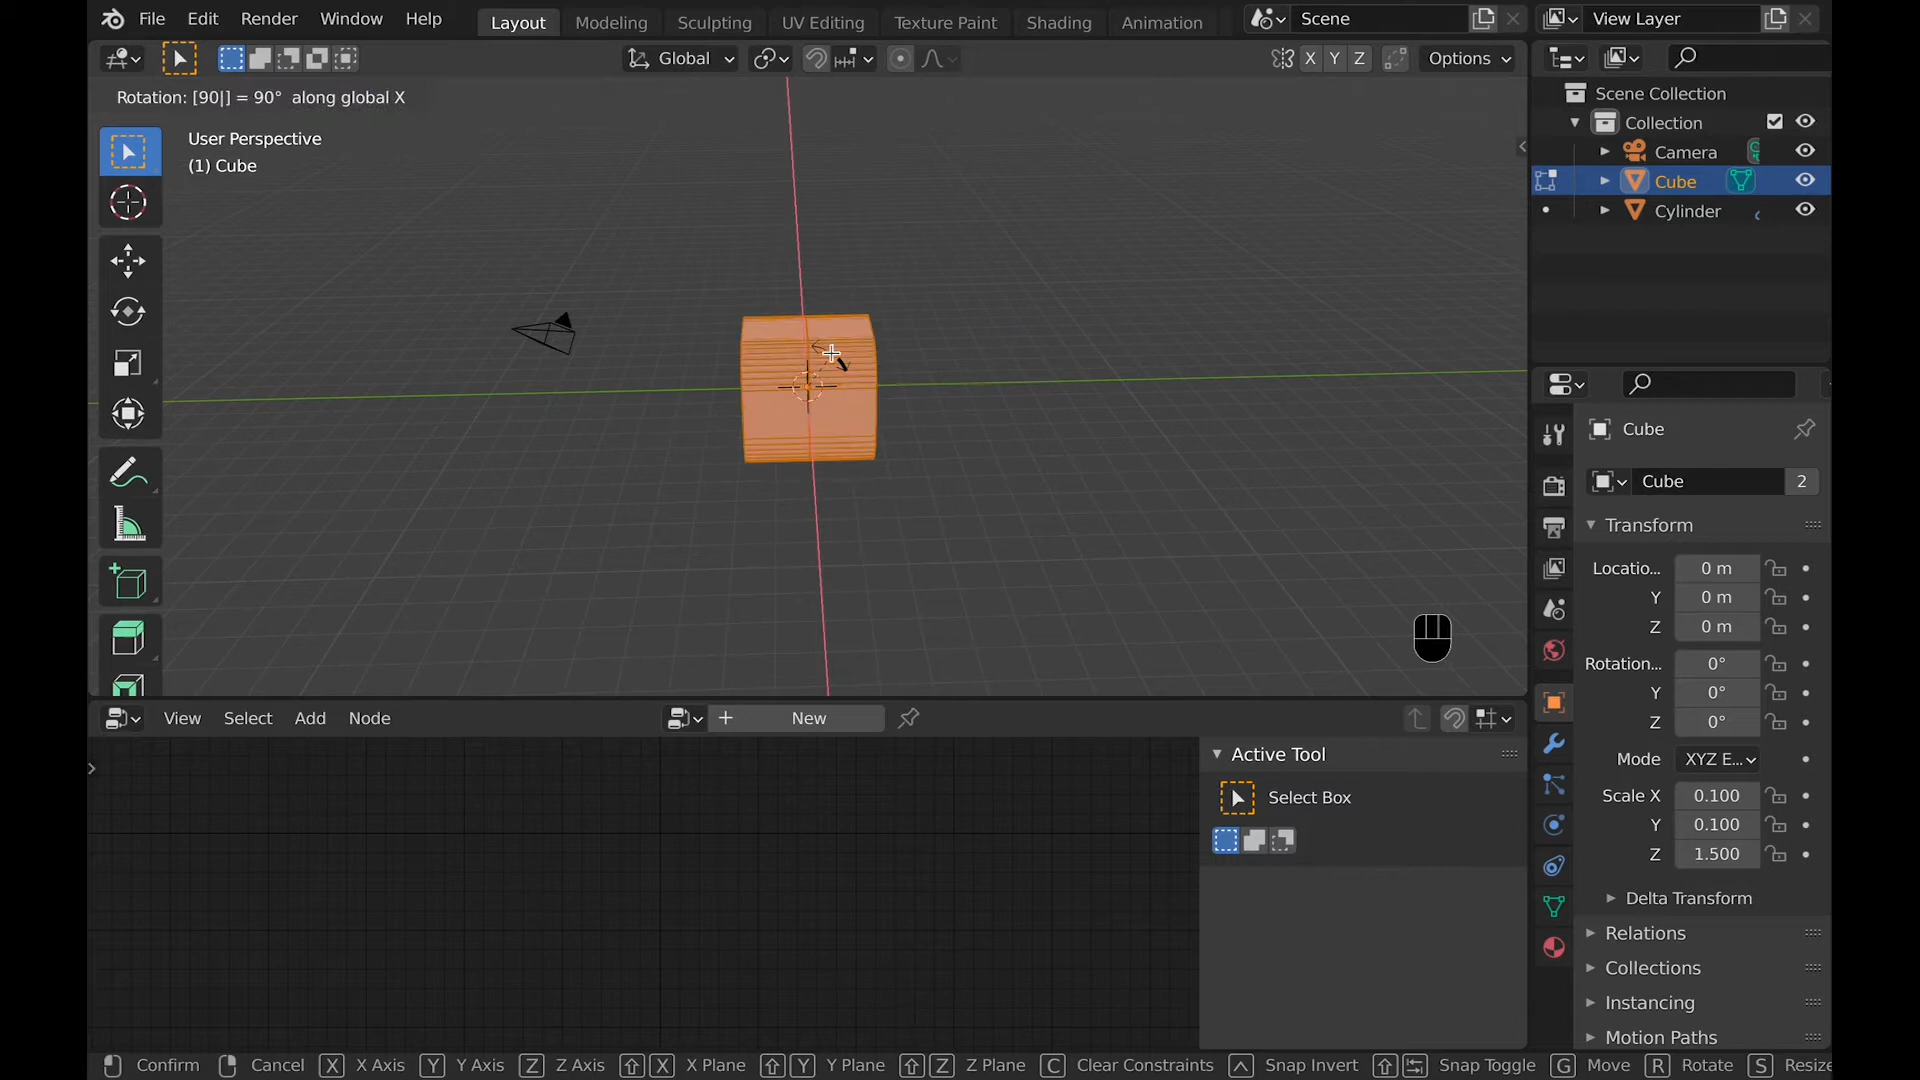 File Edit Render Window Help Layout Modeling Sculpting UV Editing Texture Paint Shading Animation Scene View Layer
Global X Y Z Options
Rotation: [90|] = 90° along global X
User Perspective
(1) Cube
Scene Collection
Collection
Camera
Cube
Cylinder
Cube
Cube 2
Transform
Locatio... 0 m
Y 0 m
Z 0 m
Rotation... 0°
Y 0°
Z 0°
Mode XYZ E...
Scale X 0.100
Y 0.100
Z 1.500
Delta Transform
Relations
Collections
Instancing
Motion Paths
View Select Add Node New
Active Tool
Select Box
Confirm Cancel X X Axis Y Y Axis Z Z Axis X X Plane Y Y Plane Z Z Plane C Clear Constraints Snap Invert Snap Toggle G Move R Rotate S Resize